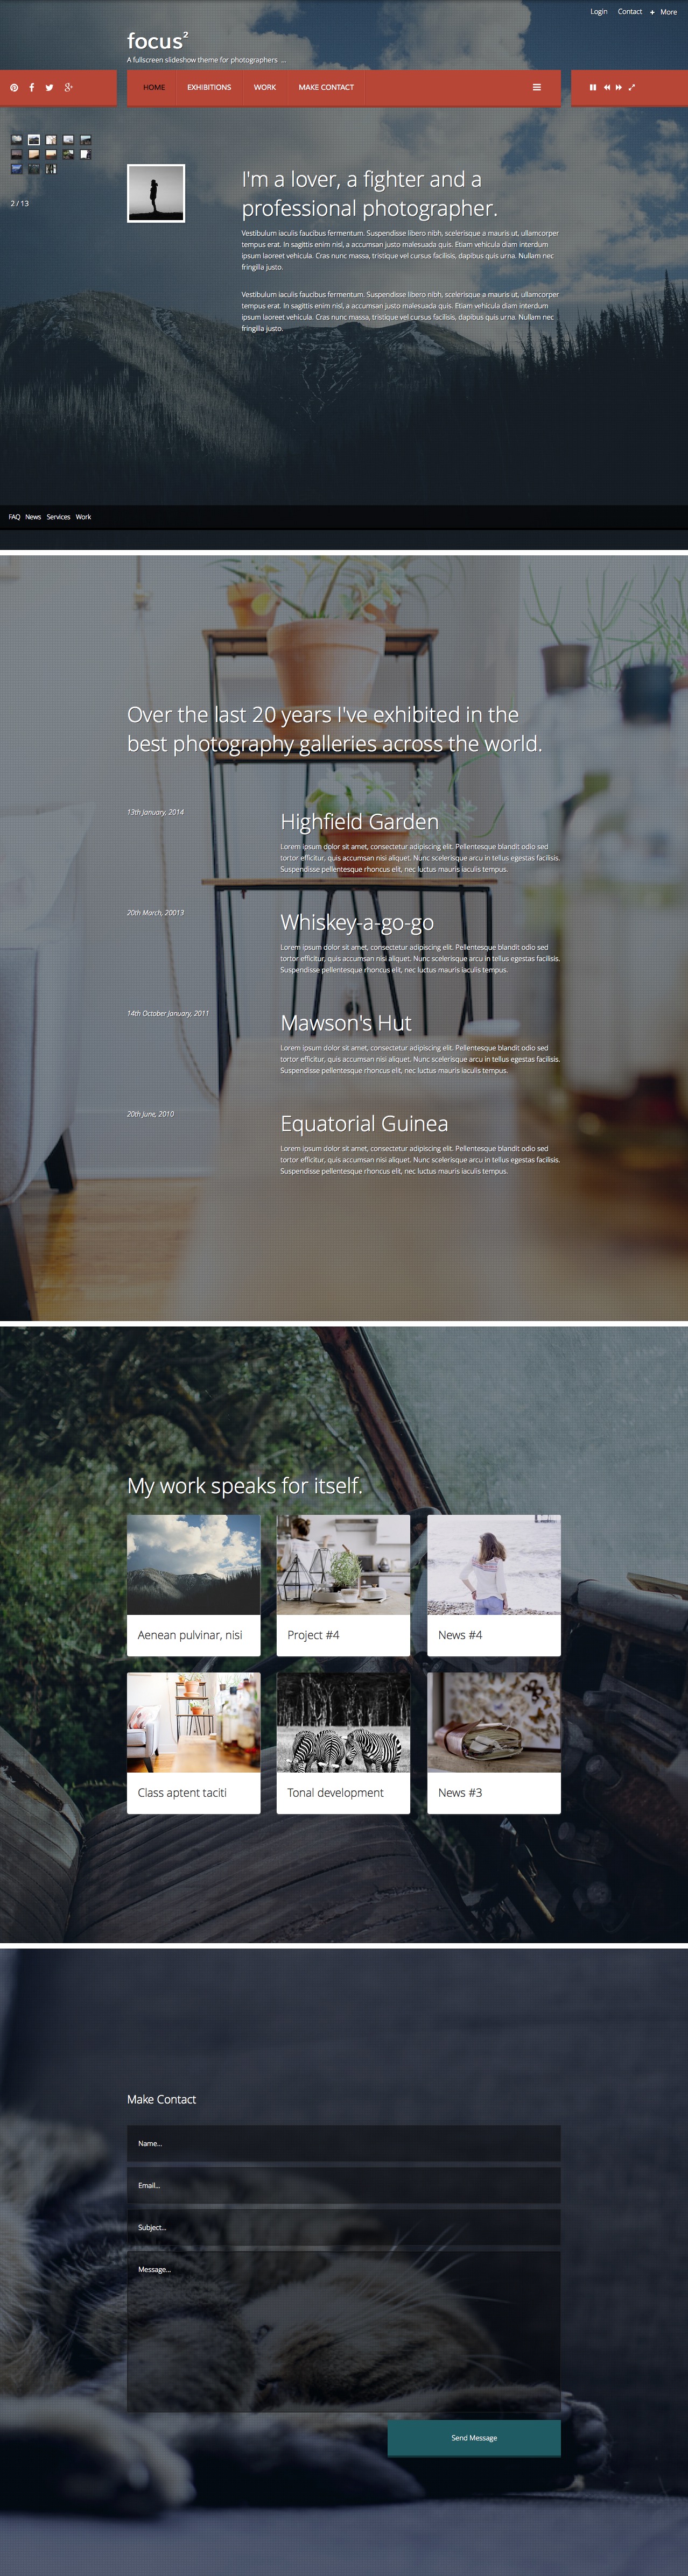 Login Contact + More
focus²
A fullscreen slideshow theme for photographers ...
HOME EXHIBITIONS WORK MAKE CONTACT
2 / 13
I'm a lover, a fighter and a
professional photographer.
Vestibulum iaculis faucibus fermentum. Suspendisse libero nibh, scelerisque a mauris ut, ullamcorper
tempus erat. In sagittis enim nisl, a accumsan justo malesuada quis. Etiam vehicula diam interdum
ipsum laoreet vehicula. Cras nunc massa, tristique vel cursus facilisis, dapibus quis urna. Nullam nec
fringilla justo.
Vestibulum iaculis faucibus fermentum. Suspendisse libero nibh, scelerisque a mauris ut, ullamcorper
tempus erat. In sagittis enim nisl, a accumsan justo malesuada quis. Etiam vehicula diam interdum
ipsum laoreet vehicula. Cras nunc massa, tristique vel cursus facilisis, dapibus quis urna. Nullam nec
fringilla justo.
FAQ News Services Work
Over the last 20 years I've exhibited in the
best photography galleries across the world.
13th January, 2014
Highfield Garden
Lorem ipsum dolor sit amet, consectetur adipiscing elit. Pellentesque blandit odio sed
tortor efficitur, quis accumsan nisi aliquet. Nunc scelerisque arcu in tellus egestas facilisis.
Suspendisse pellentesque rhoncus elit, nec luctus mauris iaculis tempus.
20th March, 20013
Whiskey-a-go-go
Lorem ipsum dolor sit amet, consectetur adipiscing elit. Pellentesque blandit odio sed
tortor efficitur, quis accumsan nisi aliquet. Nunc scelerisque arcu in tellus egestas facilisis.
Suspendisse pellentesque rhoncus elit, nec luctus mauris iaculis tempus.
14th October January, 2011
Mawson's Hut
Lorem ipsum dolor sit amet, consectetur adipiscing elit. Pellentesque blandit odio sed
tortor efficitur, quis accumsan nisi aliquet. Nunc scelerisque arcu in tellus egestas facilisis.
Suspendisse pellentesque rhoncus elit, nec luctus mauris iaculis tempus.
20th June, 2010
Equatorial Guinea
Lorem ipsum dolor sit amet, consectetur adipiscing elit. Pellentesque blandit odio sed
tortor efficitur, quis accumsan nisi aliquet. Nunc scelerisque arcu in tellus egestas facilisis.
Suspendisse pellentesque rhoncus elit, nec luctus mauris iaculis tempus.
My work speaks for itself.
Aenean pulvinar, nisi
Project #4
News #4
Class aptent taciti
Tonal development
News #3
Make Contact
Name...
Email...
Subject...
Message...
Send Message